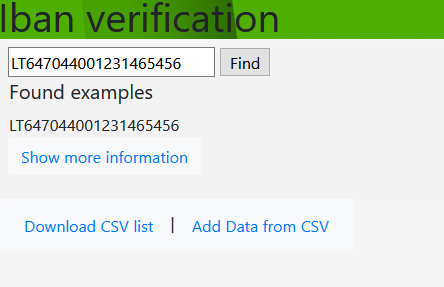 Iban verification
LT647044001231465456 Find
Found examples
LT647044001231465456
Show more information
Download CSV list | Add Data from CSV